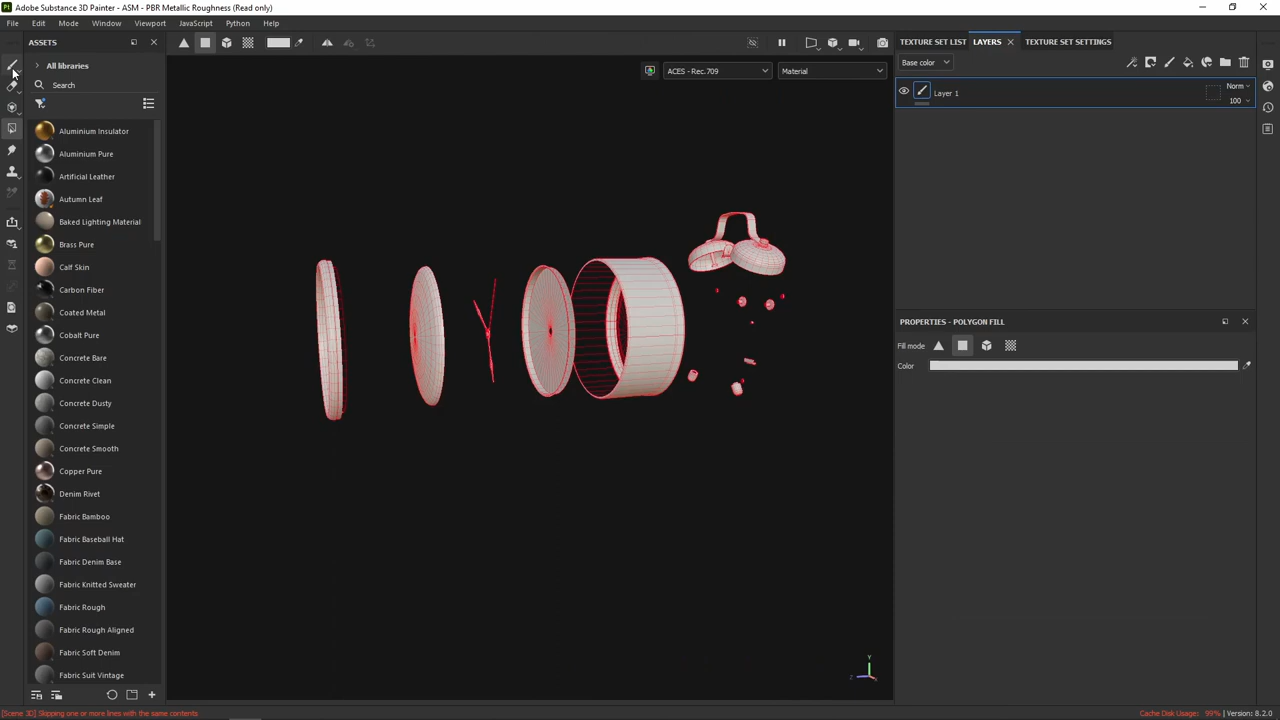 Adobe Substance 3D Painter - ASM - PBR Metallic Roughness (Read only)
File Edit Mode Window Viewport JavaScript Python Help
ASSETS
TEXTURE SET LIST LAYERS TEXTURE SET SETTINGS
All libraries
Search
ACES - Rec.709
Material
Base color
Norm
Layer 1
100
Aluminium Insulator
Aluminium Pure
Artificial Leather
Autumn Leaf
Baked Lighting Material
Brass Pure
Calf Skin
Carbon Fiber
Coated Metal
Cobalt Pure
Concrete Bare
Concrete Clean
Concrete Dusty
Concrete Simple
Concrete Smooth
Copper Pure
Denim Rivet
Fabric Bamboo
Fabric Baseball Hat
Fabric Denim Base
Fabric Knitted Sweater
Fabric Rough
Fabric Rough Aligned
Fabric Soft Denim
Fabric Suit Vintage
PROPERTIES - POLYGON FILL
Fill mode
Color
Y
Z
[Scene 3D] Skipping one or more lines with the same contents
Cache Disk Usage: 99% | Version: 8.2.0